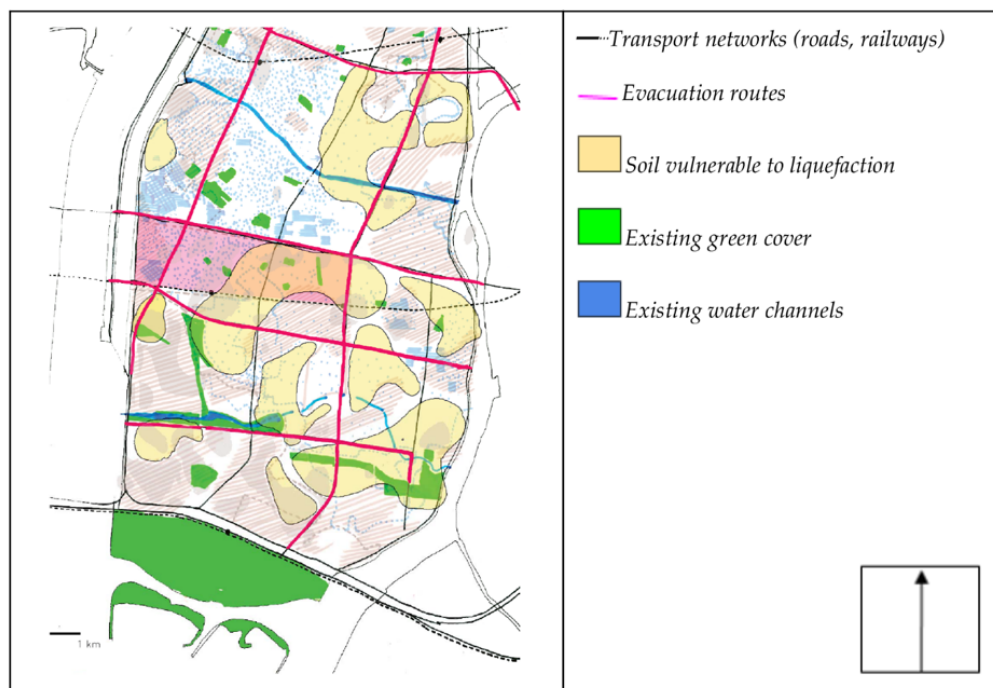 Transport networks (roads, railways)
Evacuation routes
Soil vulnerable to liquefaction
Existing green cover
Existing water channels
1 km